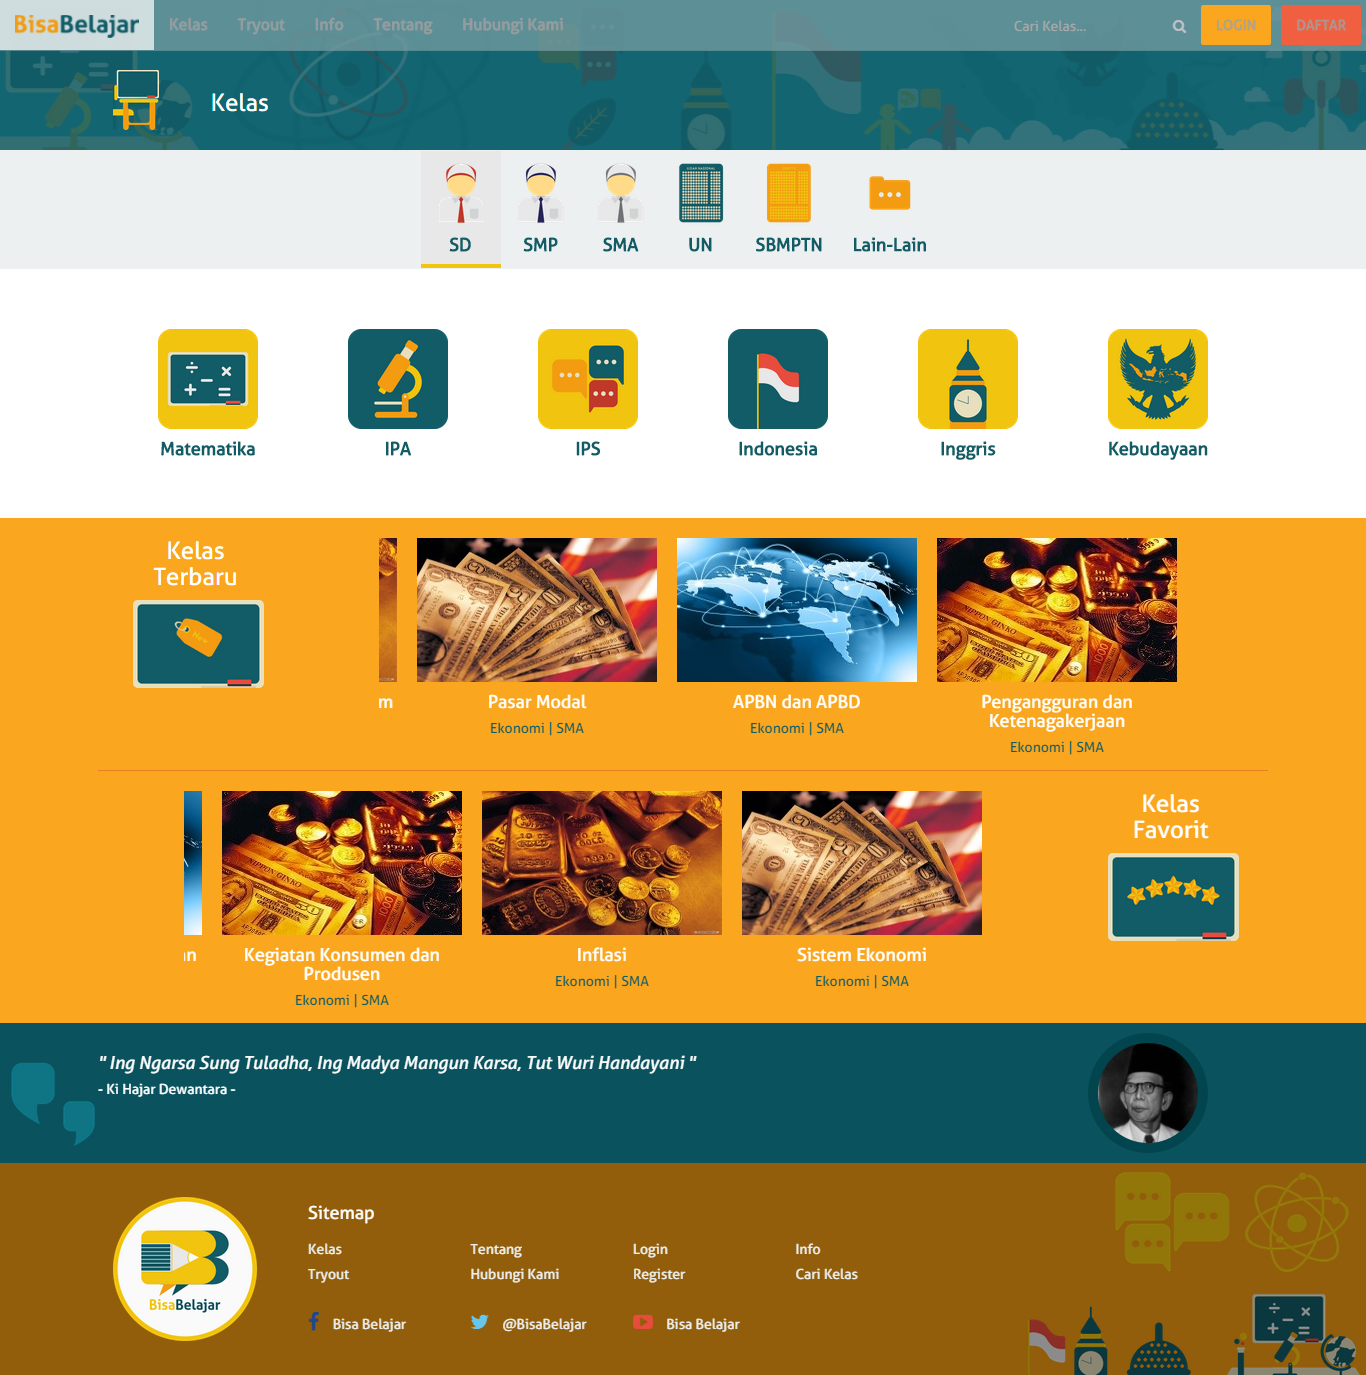 BisaBelajar Kelas Tryout Info Tentang Hubungi Kami Cari Kelas... LOGIN DAFTAR
Kelas
SD SMP SMA UN SBMPTN Lain-Lain
Matematika IPA IPS Indonesia Inggris Kebudayaan
Kelas
Terbaru
m
Pasar Modal
Ekonomi | SMA
APBN dan APBD
Ekonomi | SMA
Pengangguran dan
Ketenagakerjaan
Ekonomi | SMA
Kegiatan Konsumen dan
Produsen
Ekonomi | SMA
Inflasi
Ekonomi | SMA
Sistem Ekonomi
Ekonomi | SMA
Kelas
Favorit
" Ing Ngarsa Sung Tuladha, Ing Madya Mangun Karsa, Tut Wuri Handayani "
- Ki Hajar Dewantara -
BisaBelajar
Sitemap
Kelas Tentang Login Info
Tryout Hubungi Kami Register Cari Kelas
Bisa Belajar @BisaBelajar Bisa Belajar